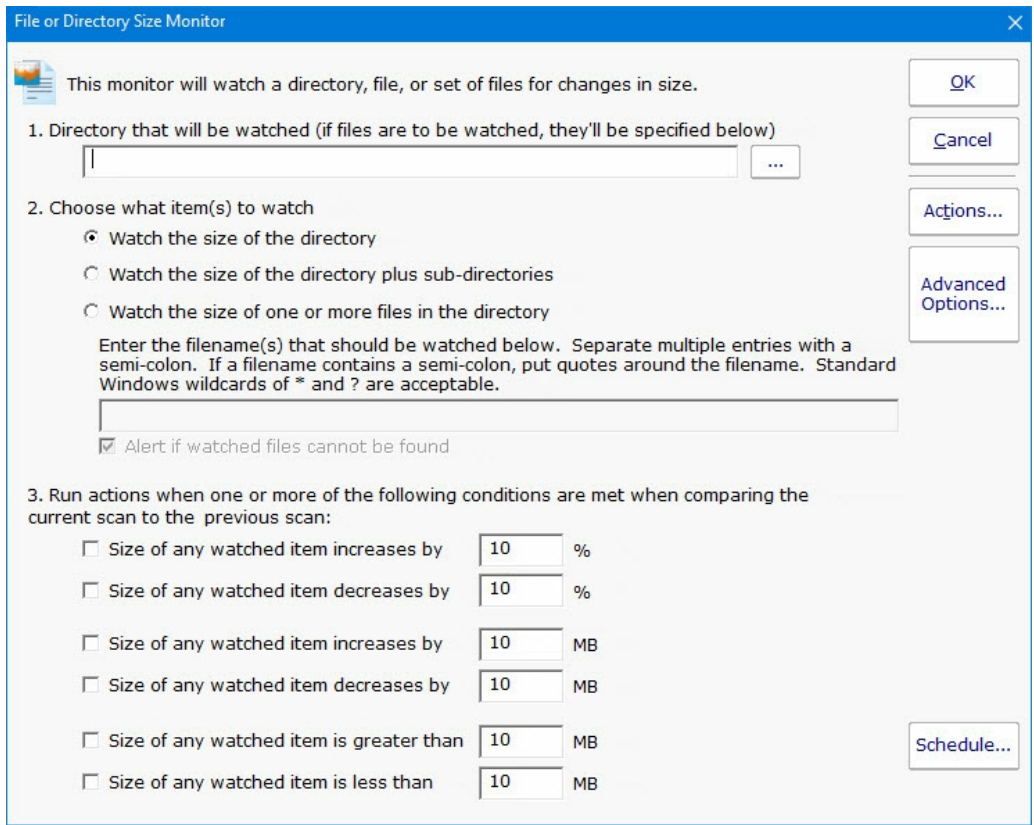 File or Directory Size Monitor
This monitor will watch a directory, file, or set of files for changes in size.
OK
1. Directory that will be watched (if files are to be watched, they'll be specified below)
Cancel
...
2. Choose what item(s) to watch
Actions...
Watch the size of the directory
Watch the size of the directory plus sub-directories
Advanced
Options...
Watch the size of one or more files in the directory
Enter the filename(s) that should be watched below. Separate multiple entries with a
semi-colon. If a filename contains a semi-colon, put quotes around the filename. Standard
Windows wildcards of * and ? are acceptable.
Alert if watched files cannot be found
3. Run actions when one or more of the following conditions are met when comparing the
current scan to the previous scan:
Size of any watched item increases by 10 %
Size of any watched item decreases by 10 %
Size of any watched item increases by 10 MB
Size of any watched item decreases by 10 MB
Size of any watched item is greater than 10 MB
Schedule...
Size of any watched item is less than 10 MB